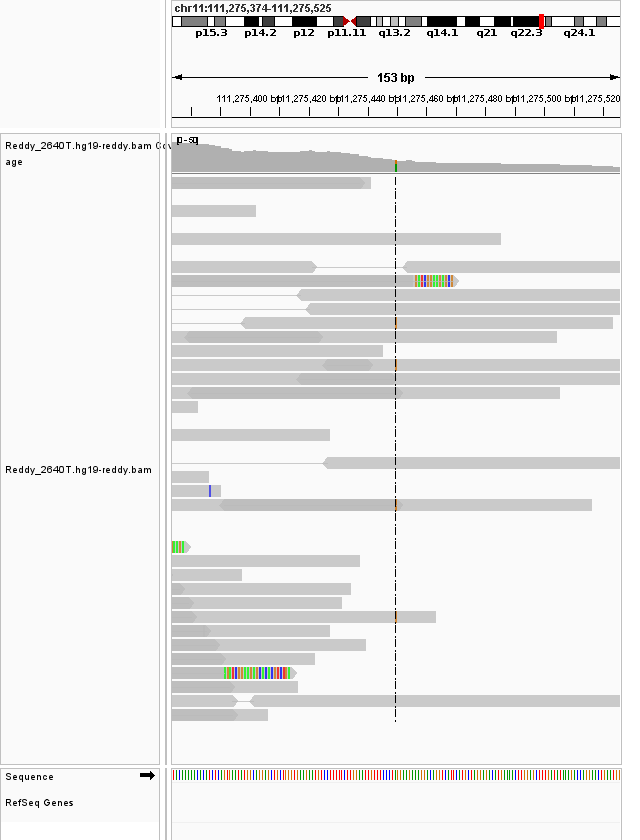 chr11:111,275,374-111,275,525
p15.3 p14.2 p12 p11.11 q13.2 q14.1 q21 q22.3 q24.1
153 bp
111,275,400 bp 111,275,420 bp 111,275,440 bp 111,275,460 bp 111,275,480 bp 111,275,500 bp 111,275,520
Reddy_2640T.hg19-reddy.bam Cov
age
Reddy_2640T.hg19-reddy.bam
Sequence
RefSeq Genes